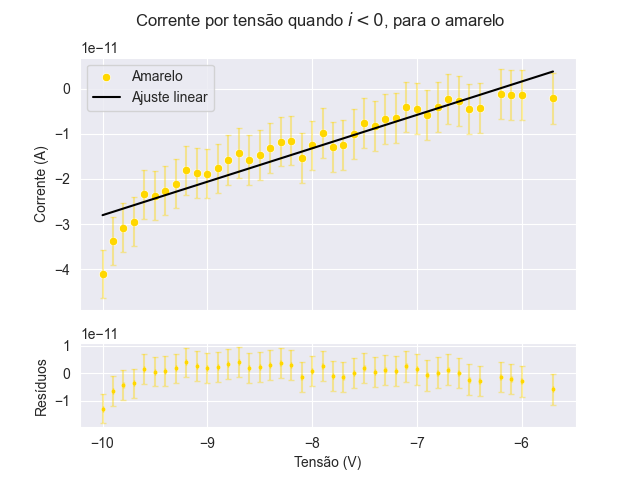 Corrente por tensão quando i < 0, para o amarelo
1e−11
Amarelo
Ajuste linear
0
−1
−2
−3
−4
Corrente (A)
1e−11
1
0
−1
Resíduos
−10
−9
−8
−7
−6
Tensão (V)